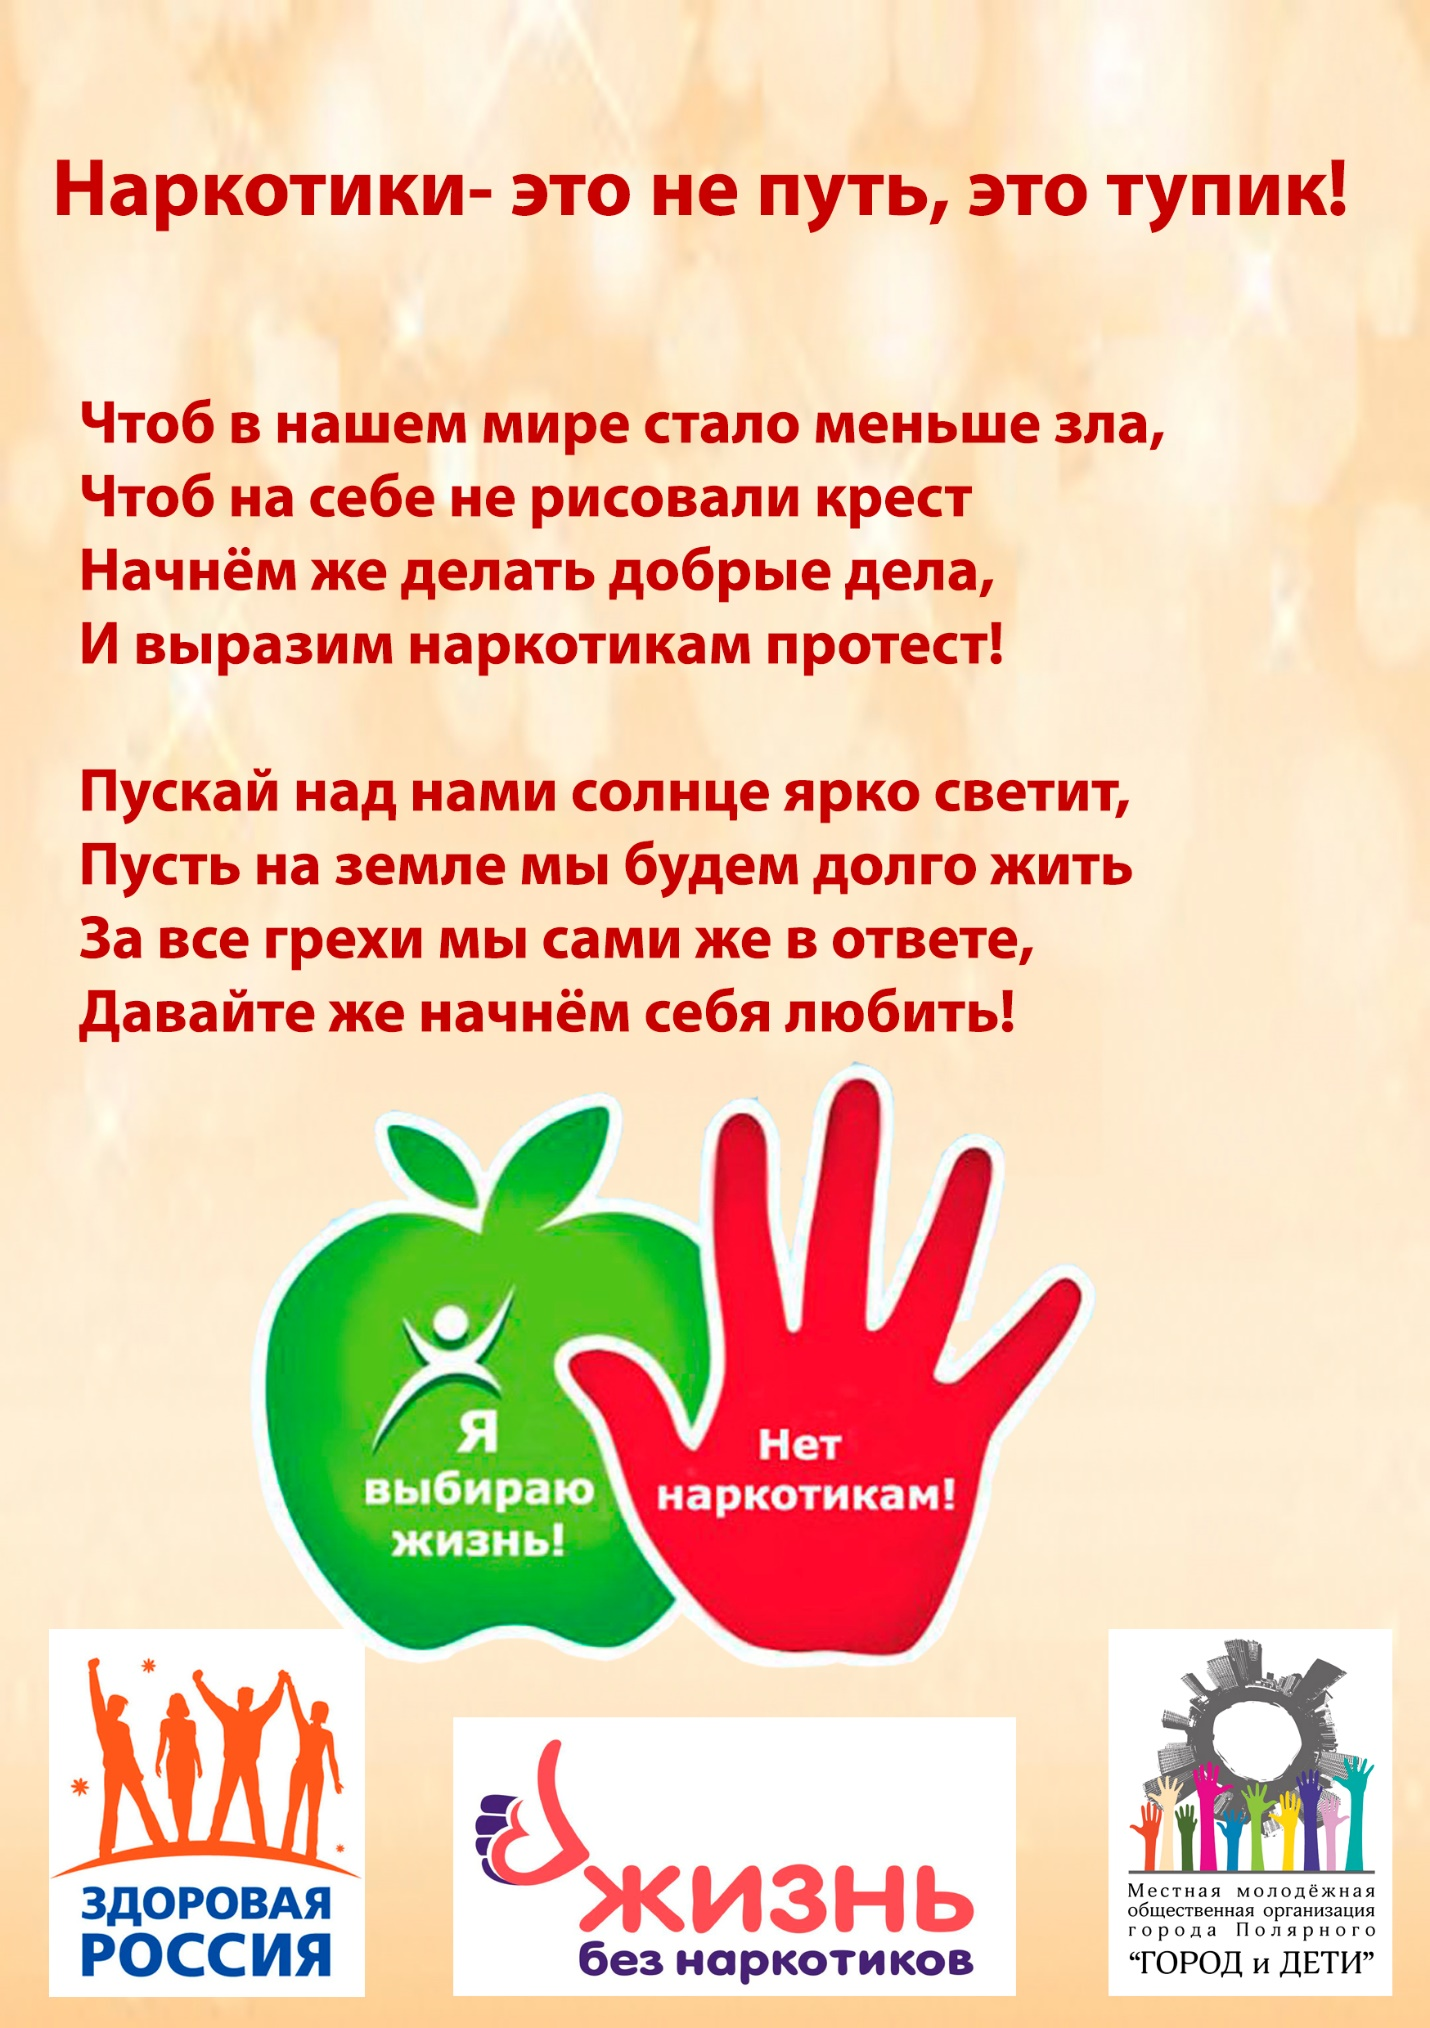 Наркотики- это не путь, это тупик!
Чтоб в нашем мире стало меньше зла,
Чтоб на себе не рисовали крест
Начнём же делать добрые дела,
И выразим наркотикам протест!
Пускай над нами солнце ярко светит,
Пусть на земле мы будем долго жить
За все грехи мы сами же в ответе,
Давайте же начнём себя любить!
Я
выбираю
жизнь!
Нет
наркотикам!
ЗДОРОВАЯ
РОССИЯ
жизнь
без наркотиков
Местная молодёжная
общественная организация
города Полярного
“ГОРОД и ДЕТИ”